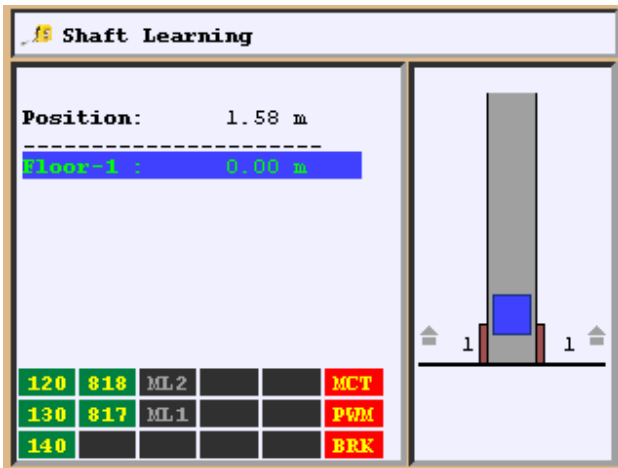 Shaft Learning
Position: 1.58 m
----------------------
Floor-1 : 0.00 m
1 1
120 818 ML2 MCT
130 817 ML1 PWM
140 BRK